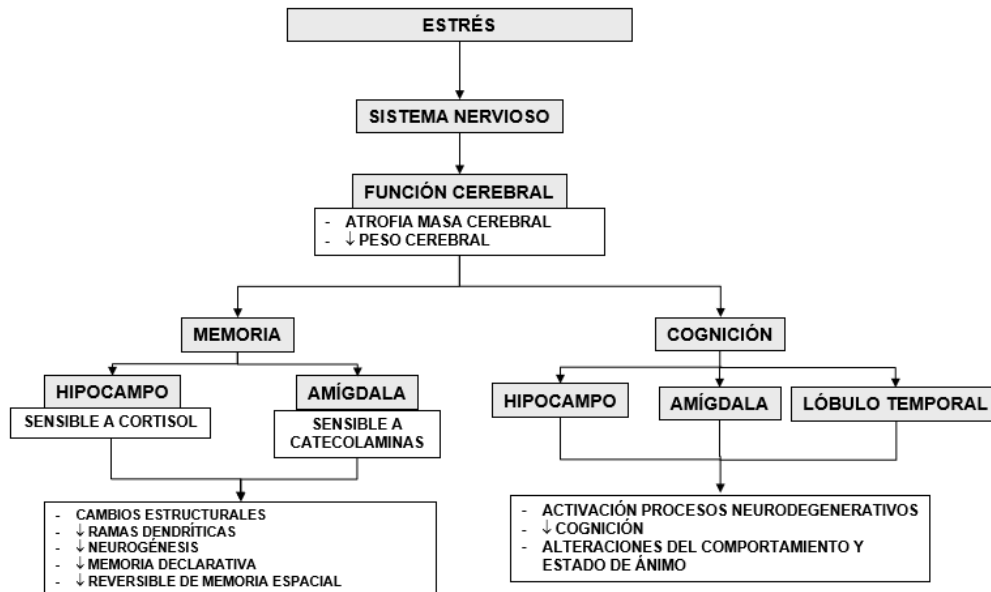 ESTRÉS
SISTEMA NERVIOSO
FUNCIÓN CEREBRAL
- ATROFIA MASA CEREBRAL
- ↓ PESO CEREBRAL
MEMORIA
COGNICIÓN
HIPOCAMPO
SENSIBLE A CORTISOL
AMÍGDALA
SENSIBLE A
CATECOLAMINAS
HIPOCAMPO
AMÍGDALA
LÓBULO TEMPORAL
- CAMBIOS ESTRUCTURALES
- ↓ RAMAS DENDRÍTICAS
- ↓ NEUROGÉNESIS
- ↓ MEMORIA DECLARATIVA
- ↓ REVERSIBLE DE MEMORIA ESPACIAL
- ACTIVACIÓN PROCESOS NEURODEGENERATIVOS
- ↓ COGNICIÓN
- ALTERACIONES DEL COMPORTAMIENTO Y
ESTADO DE ÁNIMO